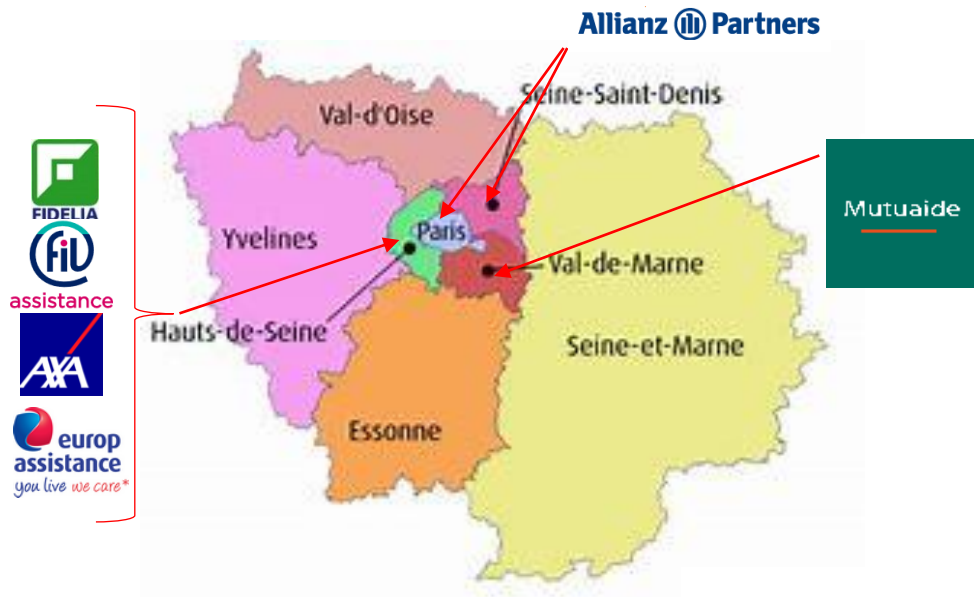 Allianz Partners
Seine-Saint-Denis
Val-d'Oise
FIDELIA
Mutuaide
Paris
Yvelines
fil
assistance
Val-de-Marne
Hauts-de-Seine
Seine-et-Marne
AXA
Essonne
europ
assistance
you live we care*